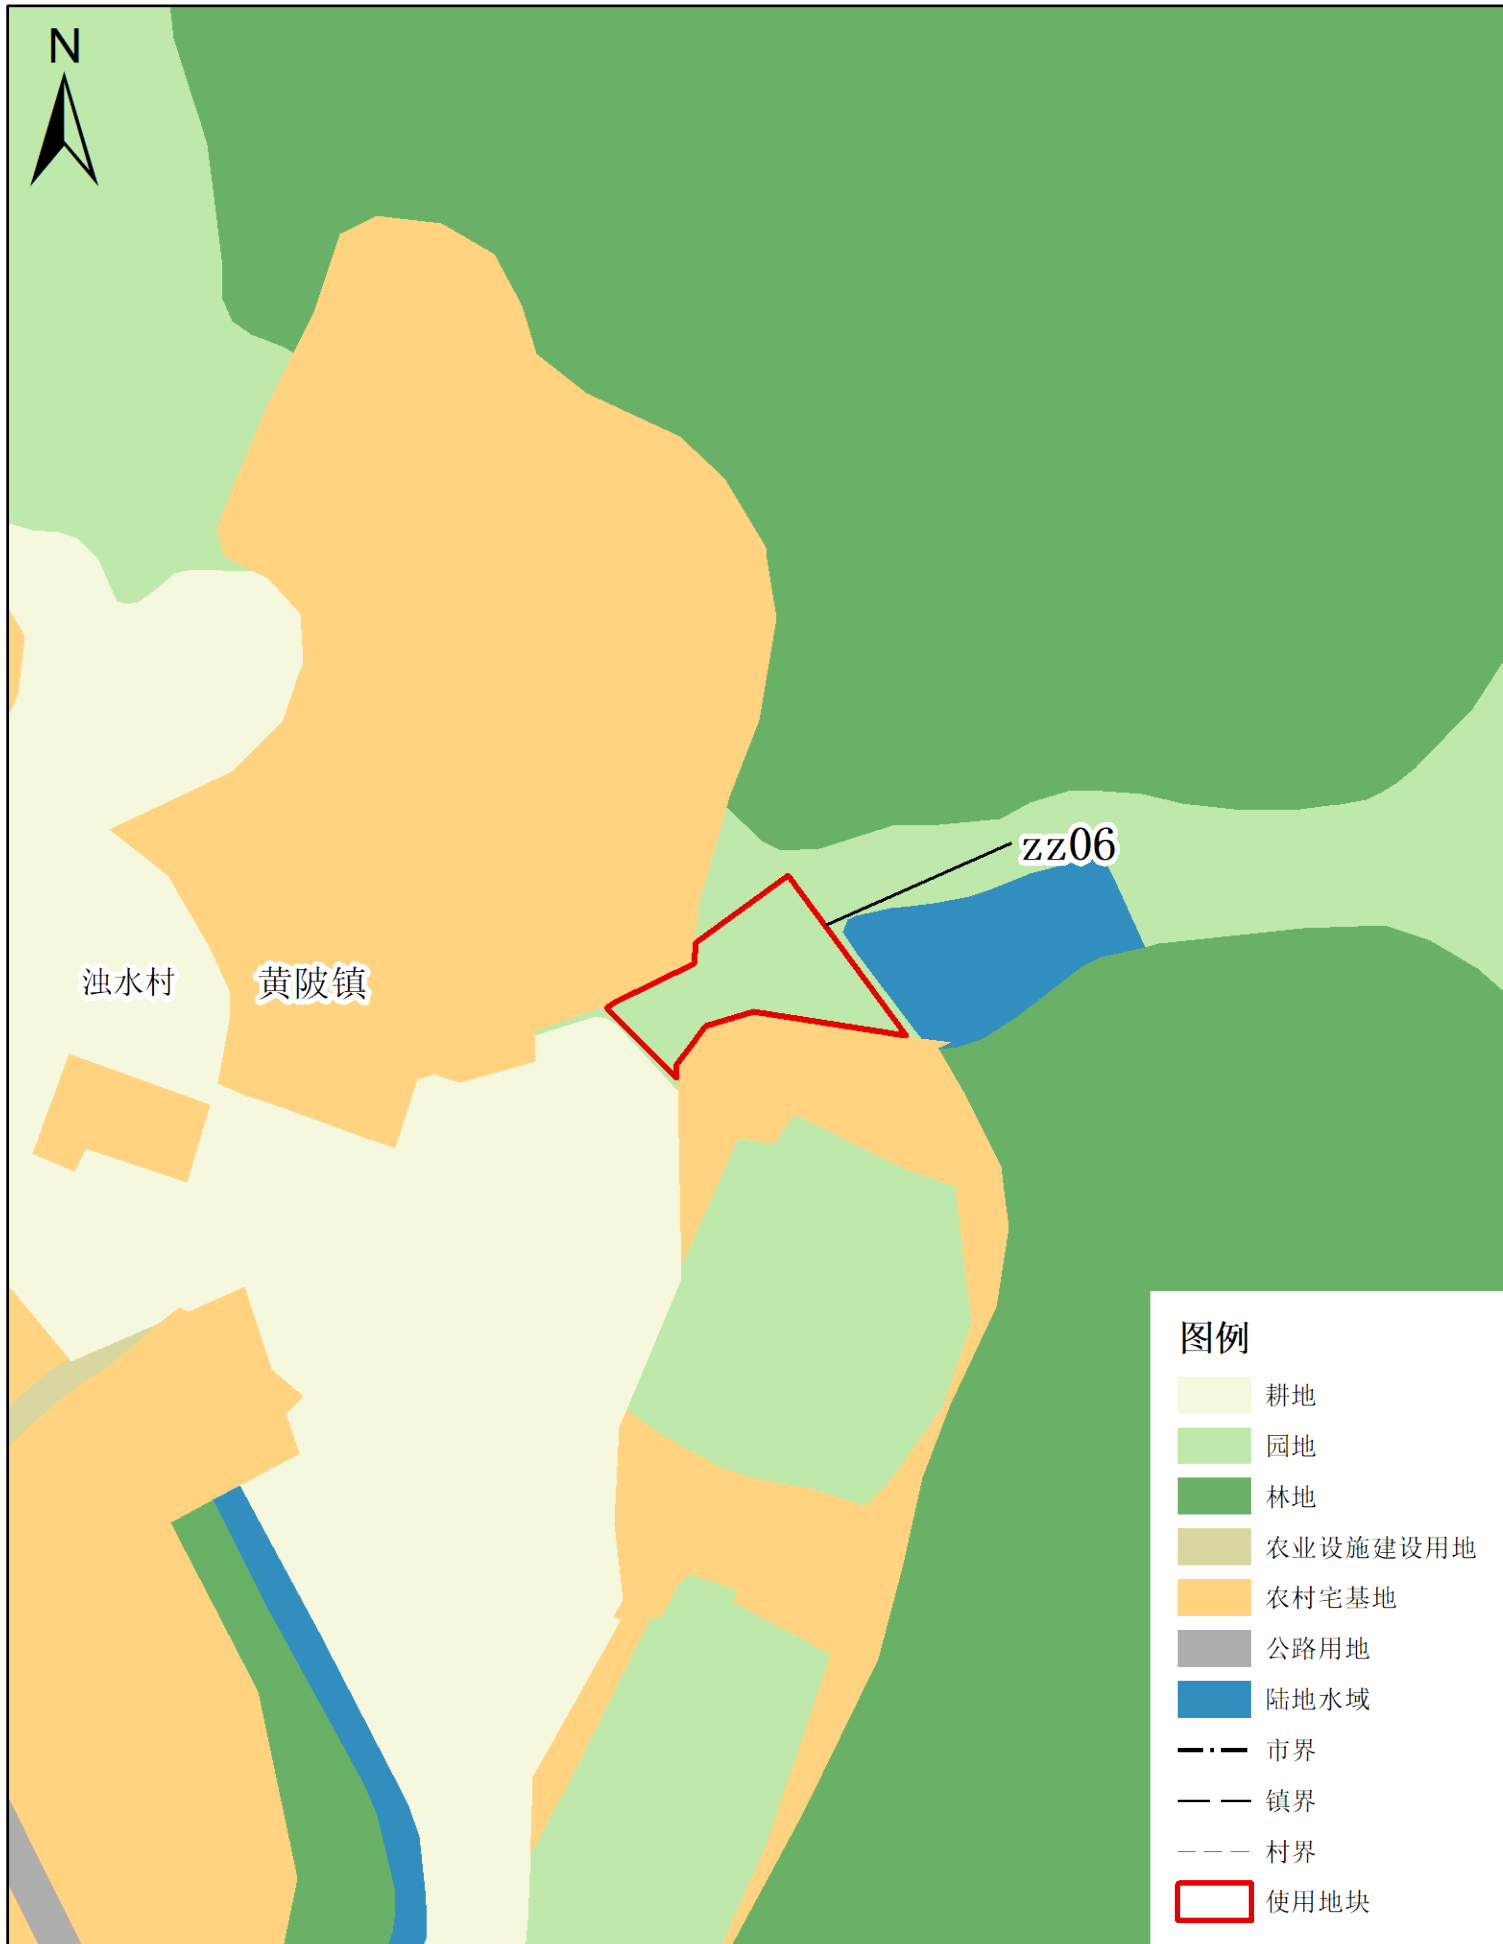 N
zz06
浊水村
黄陂镇
图例
耕地
园地
林地
农业设施建设用地
农村宅基地
公路用地
陆地水域
市界
镇界
村界
使用地块